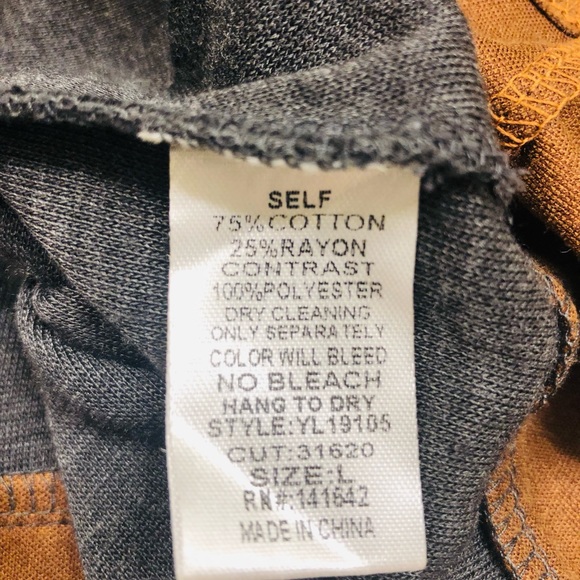 SELF
75%COTTON
25%RAYON
CONTRAST
100%POLYESTER
DRY CLEANING
ONLY SEPARATELY
COLOR WILL BLEED
NO BLEACH
HANG TO DRY
STYLE:YL19105
CUT:31620
SIZE:L
RN#:141642
MADE IN CHINA